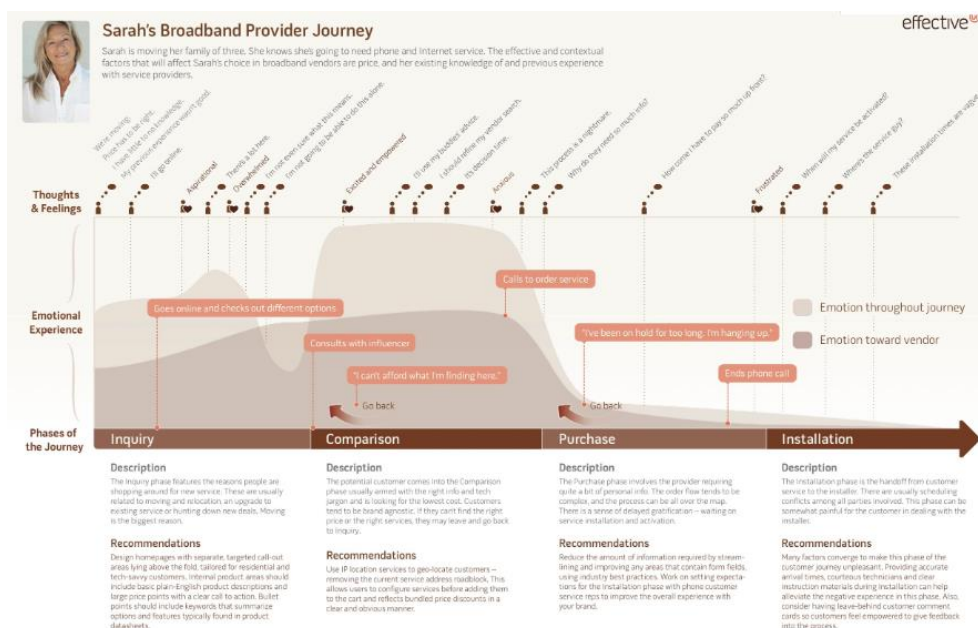 effective
Sarah's Broadband Provider Journey
Sarah is moving her family of three. She knows she's going to need phone and Internet service. The effective and contextual
factors that will affect Sarah's choice in broadband vendors are price, and her existing knowledge of and previous experience
with service providers.
We're moving.
Price has to be right.
I have little to no knowledge.
My previous experience wasn't good.
I'll go online.
Aspirational
There's a lot here.
Overwhelmed
I'm not even sure what this means.
I'm not going to be able to do this alone.
Excited and empowered
I'll use my buddies advice.
I should refine my vendor search.
It's decision time.
Anxious
This process is a nightmare.
Why do they need so much info?
How come I have to pay so much up front?
Frustrated
When will my service be activated?
Where's the service guy?
These installation times are vague
Thoughts
& Feelings
Emotional
Experience
Goes online and checks out different options
Consults with influencer
"I can't afford what I'm finding here."
Go back
Calls to order service
"I've been on hold for too long. I'm hanging up."
Go back
Ends phone call
Emotion throughout journey
Emotion toward vendor
Phases of
the Journey
Inquiry
Comparison
Purchase
Installation
Description
The Inquiry phase features the reasons people are
shopping around for new service. These are usually
related to moving and relocation, an upgrade to
existing service or hunting down new deals. Moving
is the biggest reason.
Recommendations
Design homepages with separate, targeted call-out
areas lying above the fold, tailored for residential and
tech-savvy customers. Internal product areas should
include basic plain-English product descriptions and
large price points with a clear call to action. Bullet
points should include keywords that summarize
options and features typically found in product
datasheets.
Description
The potential customer comes into the Comparison
phase usually armed with the right info and tech
jargon and is looking for the lowest cost. Customers
tend to be brand agnostic. If they can't find the right
price or the right services, they may leave and go back
to Inquiry.
Recommendations
Use IP location services to geo-locate customers –
removing the current service address roadblock. This
allows users to configure services before adding them
to the cart and reflects bundled price discounts in a
clear and obvious manner.
Description
The Purchase phase involves the provider requiring
quite a bit of personal info. The order flow tends to be
complex, and the process can be all over the map.
There is a sense of delayed gratification – waiting on
service installation and activation.
Recommendations
Reduce the amount of information required by stream-
lining and improving any areas that contain form fields,
using industry best practices. Work on setting expecta-
tions for the Installation phase with phone customer
service reps to improve the overall experience with
your brand.
Description
The Installation phase is the handoff from customer
service to the installer. There are usually scheduling
conflicts among all parties involved. This phase can be
somewhat painful for the customer in dealing with the
installer.
Recommendations
Many factors converge to make this phase of the
customer journey unpleasant. Providing accurate
arrival times, courteous technicians and clear
instruction materials during installation can help
alleviate the negative experience in this phase. Also,
consider having leave-behind customer comment
cards so customers feel empowered to give feedback
into the process.